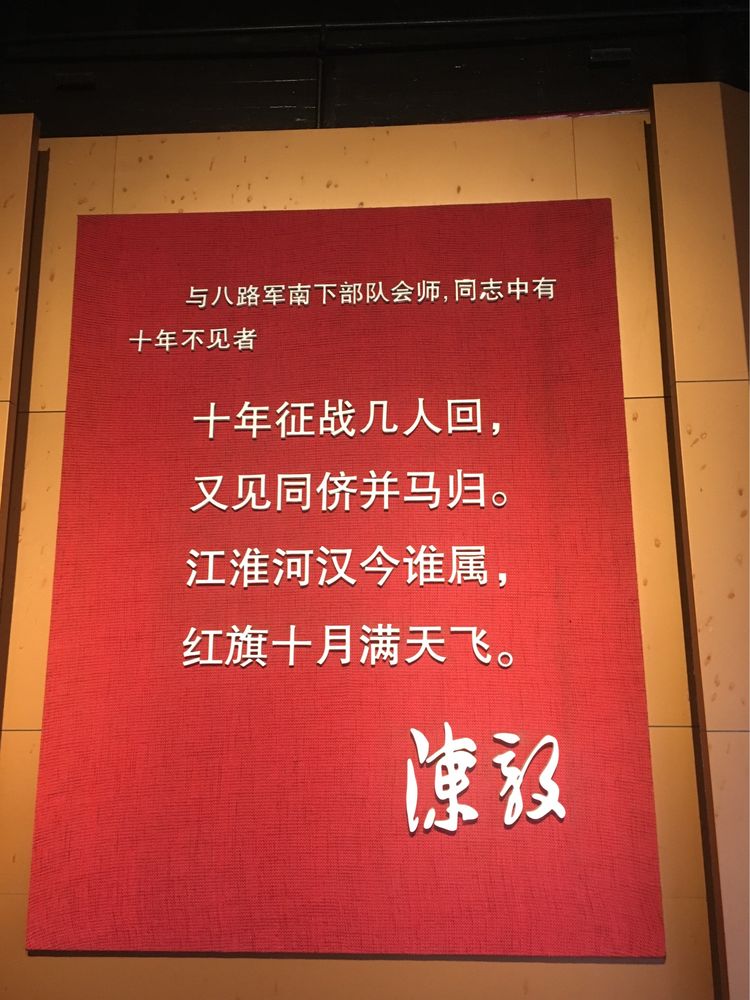 与八路军南下部队会师,同志中有
十年不见者
十年征战几人回，
又见同侪并马归。
江淮河汉今谁属，
红旗十月满天飞。
陳毅